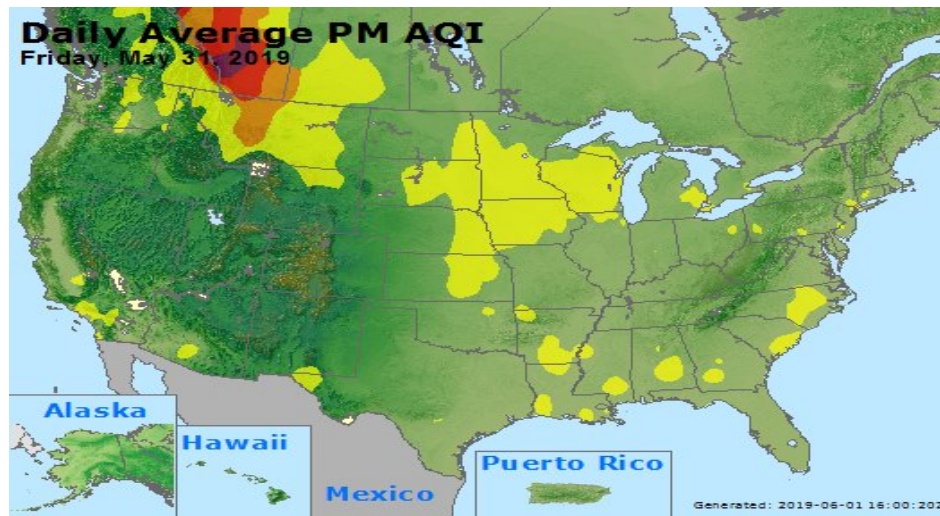 Daily Average PM AQI
Friday, May 31, 2019
Alaska
Hawaii
Mexico
Puerto Rico
Generated: 2019-06-01 16:00:20Z